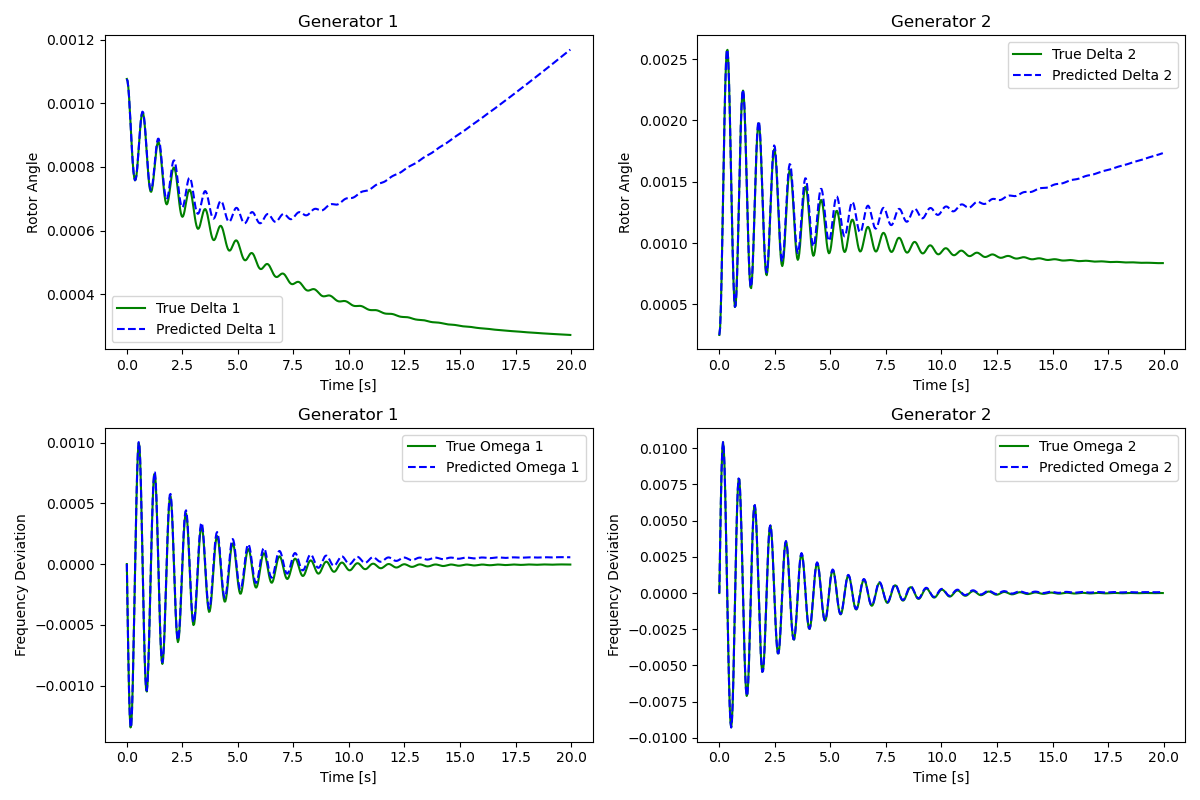 Generator 1
0.0012
0.0010
0.0008
0.0006
0.0004
Rotor Angle
True Delta 1
Predicted Delta 1
0.0 2.5 5.0 7.5 10.0 12.5 15.0 17.5 20.0
Time [s]
Generator 2
0.0025
0.0020
0.0015
0.0010
0.0005
Rotor Angle
True Delta 2
Predicted Delta 2
0.0 2.5 5.0 7.5 10.0 12.5 15.0 17.5 20.0
Time [s]
Generator 1
0.0010
0.0005
0.0000
−0.0005
−0.0010
Frequency Deviation
True Omega 1
Predicted Omega 1
0.0 2.5 5.0 7.5 10.0 12.5 15.0 17.5 20.0
Time [s]
Generator 2
0.0100
0.0075
0.0050
0.0025
0.0000
−0.0025
−0.0050
−0.0075
−0.0100
Frequency Deviation
True Omega 2
Predicted Omega 2
0.0 2.5 5.0 7.5 10.0 12.5 15.0 17.5 20.0
Time [s]